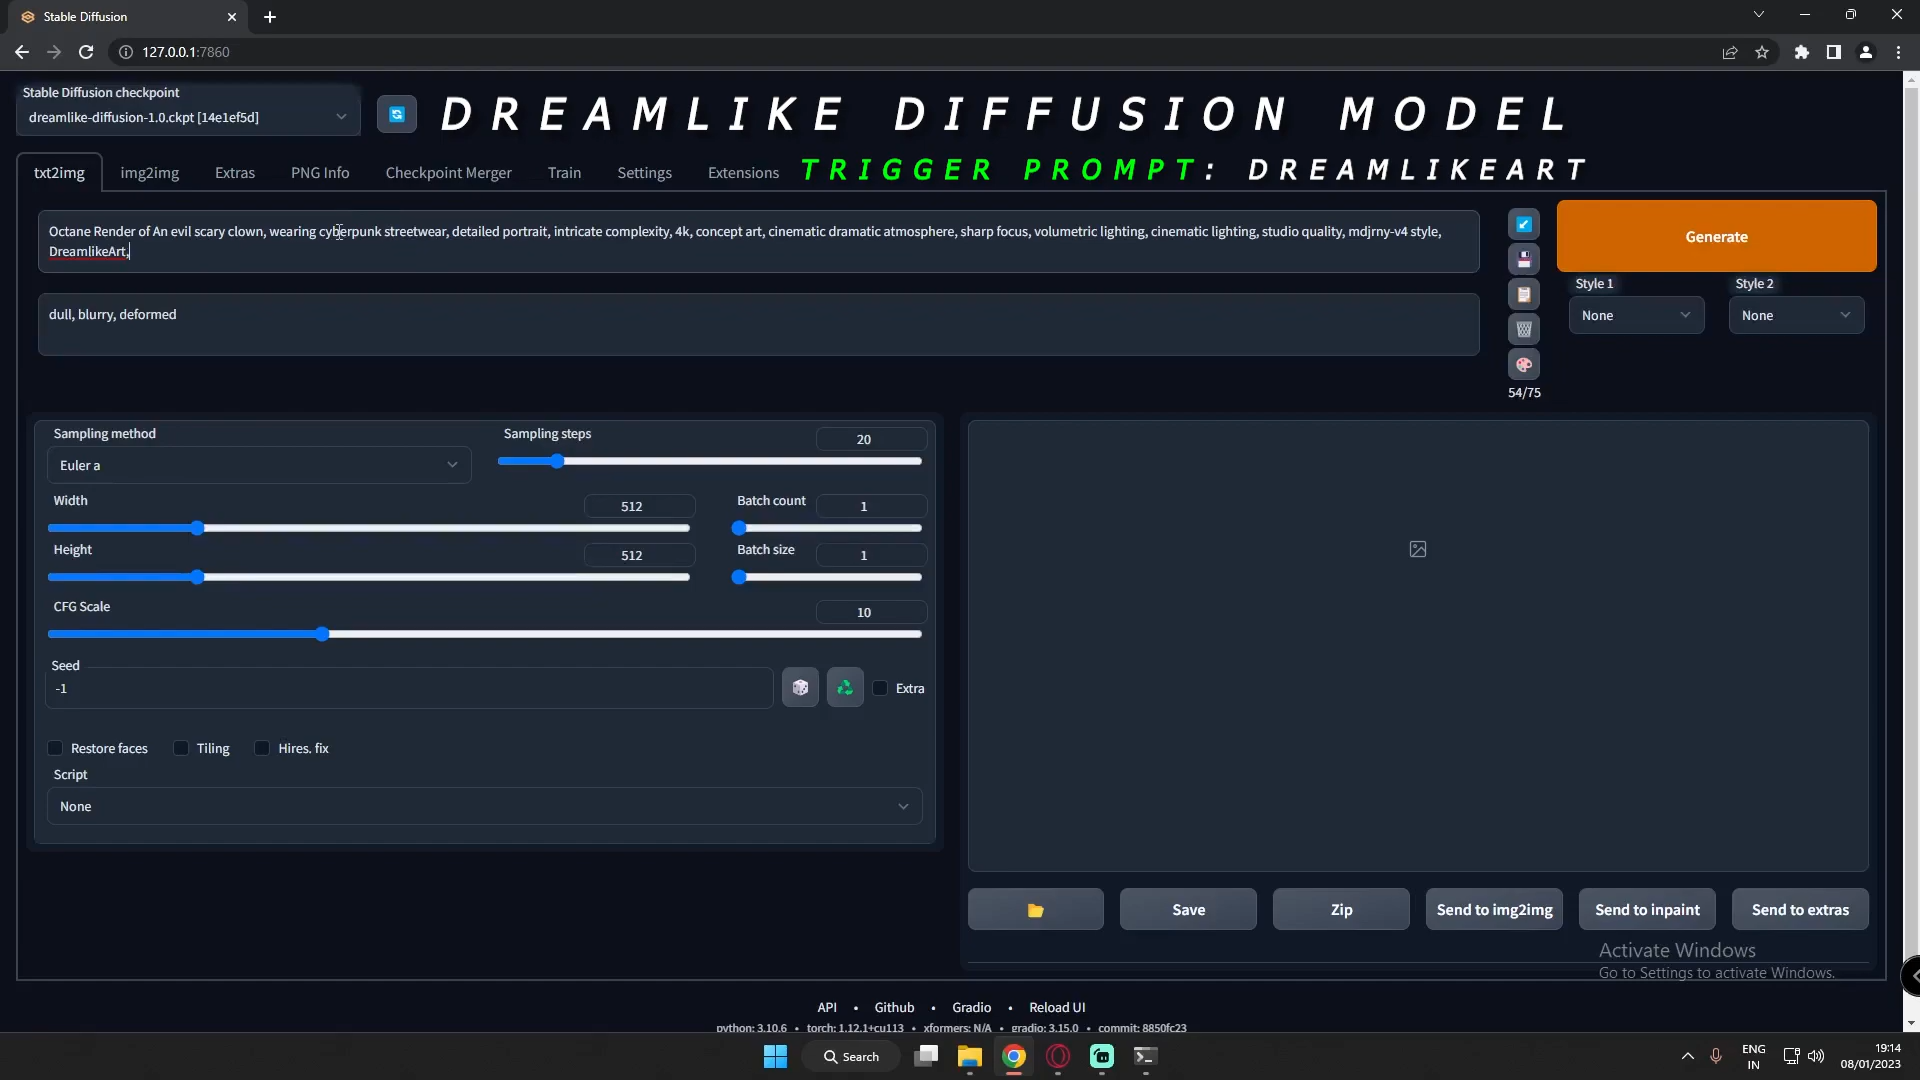 Stable Diffusion
127.0.0.1:7860
Stable Diffusion checkpoint
dreamlike-diffusion-1.0.ckpt [14e1ef5d]
DREAMLIKE DIFFUSION MODEL
TRIGGER PROMPT: DREAMLIKEART
txt2img
img2img
Extras
PNG Info
Checkpoint Merger
Train
Settings
Extensions
Octane Render of An evil scary clown, wearing cyberpunk streetwear, detailed portrait, intricate complexity, 4k, concept art, cinematic dramatic atmosphere, sharp focus, volumetric lighting, cinematic lighting, studio quality, mdjrny-v4 style,
DreamlikeArt,
dull, blurry, deformed
Generate
Style 1
Style 2
None
None
54/75
Sampling method
Euler a
Sampling steps
20
Width
512
Batch count
1
Height
512
Batch size
1
CFG Scale
10
Seed
-1
Extra
Restore faces
Tiling
Hires. fix
Script
None
Save
Zip
Send to img2img
Send to inpaint
Send to extras
Activate Windows
Go to Settings to activate Windows.
API • Github • Gradio • Reload UI
python: 3.10.6 • torch: 1.12.1+cu113 • xformers: N/A • gradio: 3.15.0 • commit: 8850fc23
Search
ENG
IN
19:14
08/01/2023